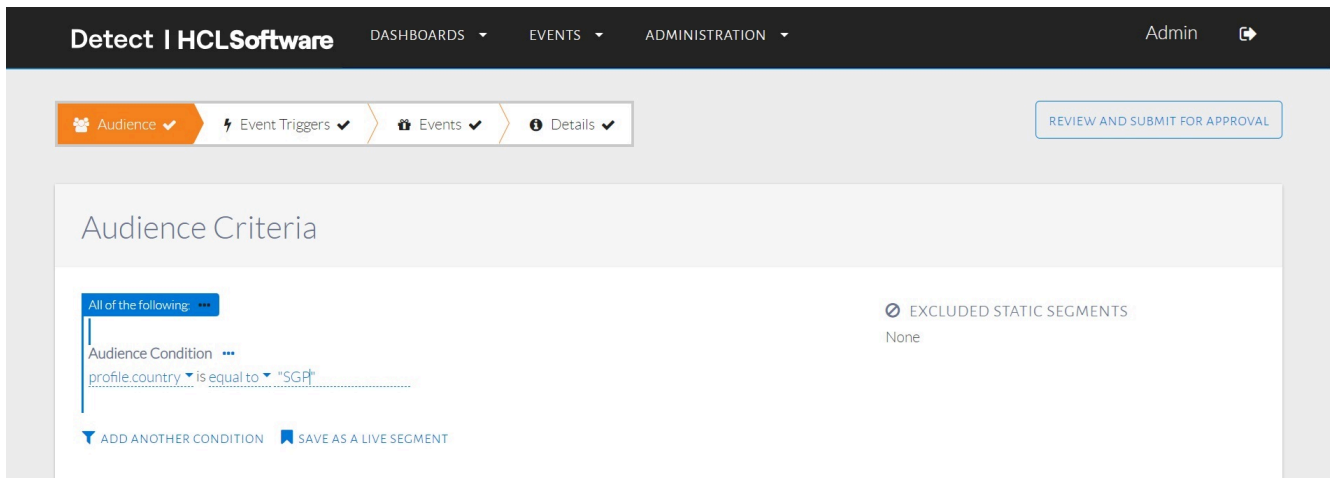 Detect | HCLSoftware DASHBOARDS EVENTS ADMINISTRATION Admin
Audience Event Triggers Events Details REVIEW AND SUBMIT FOR APPROVAL
Audience Criteria
All of the following: •••
EXCLUDED STATIC SEGMENTS
None
Audience Condition •••
profile.country is equal to "SGP"
ADD ANOTHER CONDITION SAVE AS A LIVE SEGMENT